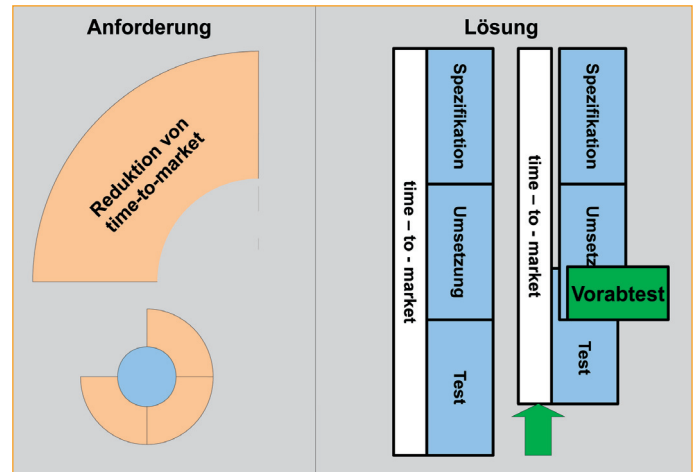 Anforderung
Reduktion von
time-to-market
Lösung
time – to - market
Spezifikation
Umsetzung
Test
time – to - market
Spezifikation
Umsetz
Vorabtest
Test